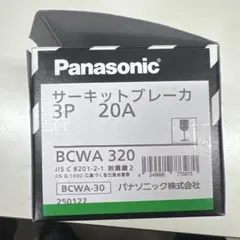 Panasonic
サーキットブレーカ
3P 20A
BCWA 320
JIS C 8201-2-1 附属書2
BCWA-30
パナソニック株式会社
250127